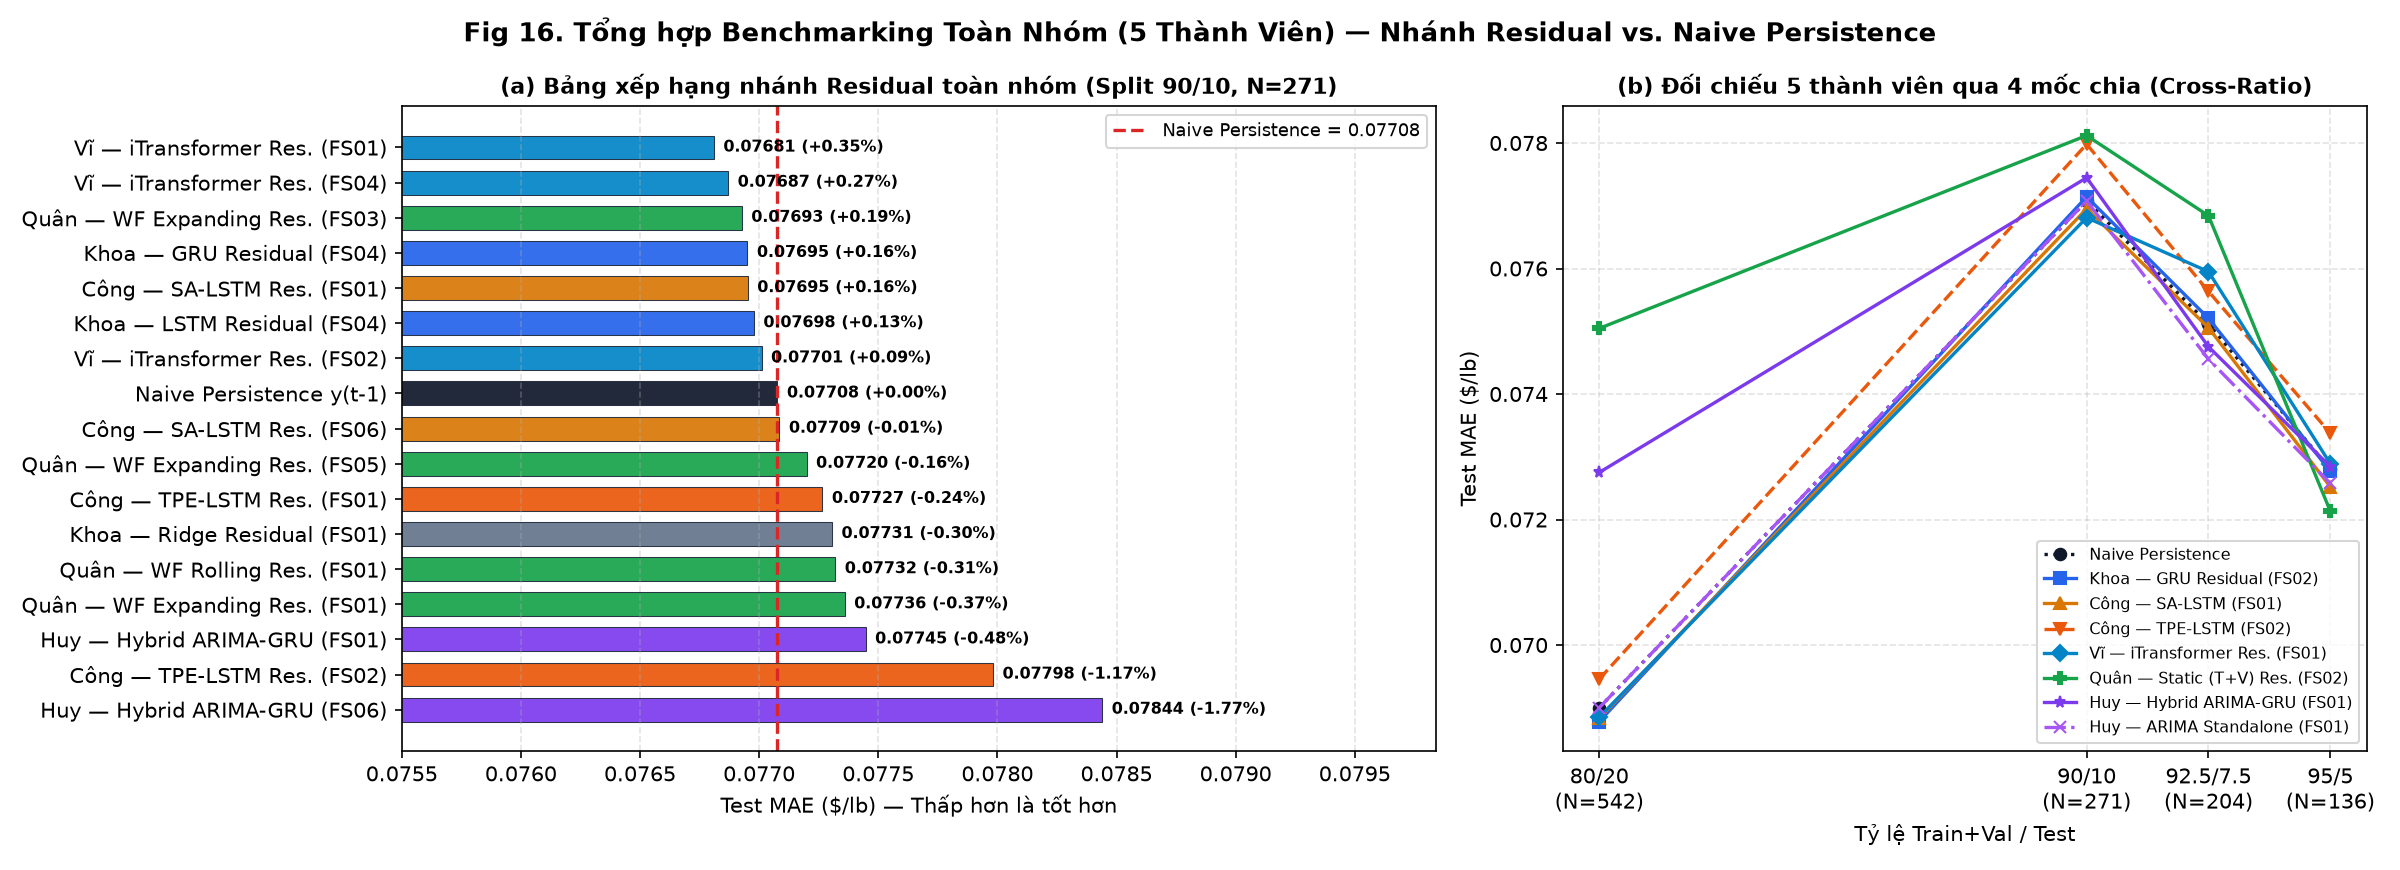 Fig 16. Tổng hợp Benchmarking Toàn Nhóm (5 Thành Viên) — Nhánh Residual vs. Naive Persistence
(a) Bảng xếp hạng nhánh Residual toàn nhóm (Split 90/10, N=271)
Naive Persistence = 0.07708
Vĩ — iTransformer Res. (FS01)
0.07681 (+0.35%)
Vĩ — iTransformer Res. (FS04)
0.07687 (+0.27%)
Quân — WF Expanding Res. (FS03)
0.07693 (+0.19%)
Khoa — GRU Residual (FS04)
0.07695 (+0.16%)
Công — SA-LSTM Res. (FS01)
0.07695 (+0.16%)
Khoa — LSTM Residual (FS04)
0.07698 (+0.13%)
Vĩ — iTransformer Res. (FS02)
0.07701 (+0.09%)
Naive Persistence y(t-1)
0.07708 (+0.00%)
Công — SA-LSTM Res. (FS06)
0.07709 (-0.01%)
Quân — WF Expanding Res. (FS05)
0.07720 (-0.16%)
Công — TPE-LSTM Res. (FS01)
0.07727 (-0.24%)
Khoa — Ridge Residual (FS01)
0.07731 (-0.30%)
Quân — WF Rolling Res. (FS01)
0.07732 (-0.31%)
Quân — WF Expanding Res. (FS01)
0.07736 (-0.37%)
Huy — Hybrid ARIMA-GRU (FS01)
0.07745 (-0.48%)
Công — TPE-LSTM Res. (FS02)
0.07798 (-1.17%)
Huy — Hybrid ARIMA-GRU (FS06)
0.07844 (-1.77%)
0.0755 0.0760 0.0765 0.0770 0.0775 0.0780 0.0785 0.0790 0.0795
Test MAE ($/lb) — Thấp hơn là tốt hơn
(b) Đối chiếu 5 thành viên qua 4 mốc chia (Cross-Ratio)
Test MAE ($/lb)
0.078
0.076
0.074
0.072
0.070
Naive Persistence
Khoa — GRU Residual (FS02)
Công — SA-LSTM (FS01)
Công — TPE-LSTM (FS02)
Vĩ — iTransformer Res. (FS01)
Quân — Static (T+V) Res. (FS02)
Huy — Hybrid ARIMA-GRU (FS01)
Huy — ARIMA Standalone (FS01)
80/20 90/10 92.5/7.5 95/5
(N=542) (N=271) (N=204) (N=136)
Tỷ lệ Train+Val / Test